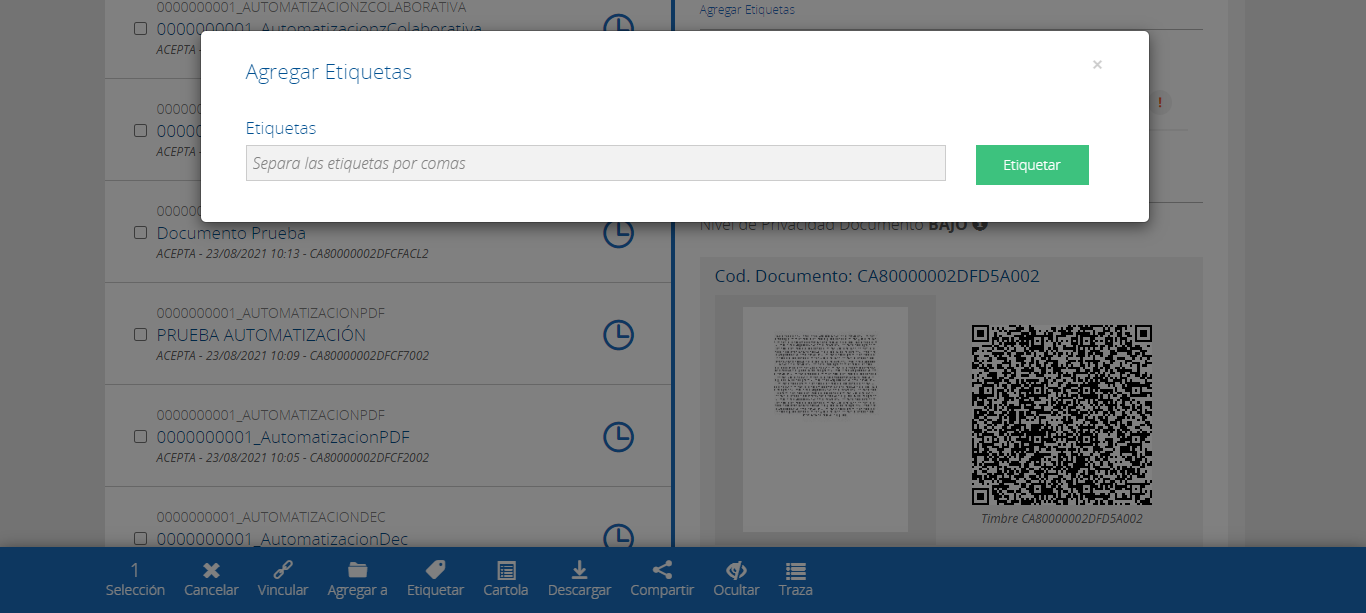 0000000001_AUTOMATIZACIONZCOLABORATIVA
0000000001_AutomatizacionzColaborativa
ACEPTA -
Agregar Etiquetas
Agregar Etiquetas
×
Etiquetas
Separa las etiquetas por comas
Etiquetar
!
ACEPTA -
Documento Prueba
ACEPTA - 23/08/2021 10:13 - CA80000002DFCFACL2
0000000001_AUTOMATIZACIONPDF
PRUEBA AUTOMATIZACIÓN
ACEPTA - 23/08/2021 10:09 - CA80000002DFCF7002
0000000001_AUTOMATIZACIONPDF
0000000001_AutomatizacionPDF
ACEPTA - 23/08/2021 10:05 - CA80000002DFCF2002
0000000001_AUTOMATIZACIONDEC
0000000001_AutomatizacionDec
Nivel de Privacidad Documento BAJO
Cod. Documento: CA80000002DFD5A002
Timbre CA80000002DFD5A002
1
Selección
Cancelar
Vincular
Agregar a
Etiquetar
Cartola
Descargar
Compartir
Ocultar
Traza